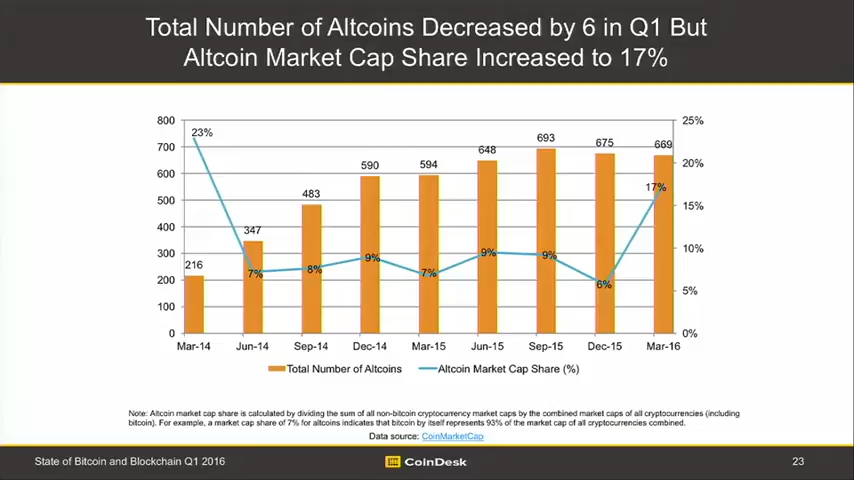 Total Number of Altcoins Decreased by 6 in Q1 But
Altcoin Market Cap Share Increased to 17%
800
700
600
500
400
300
200
100
0
25%
20%
15%
10%
5%
0%
216
347
483
590
594
648
693
675
669
23%
7%
8%
9%
7%
9%
9%
6%
17%
Mar-14
Jun-14
Sep-14
Dec-14
Mar-15
Jun-15
Sep-15
Dec-15
Mar-16
Total Number of Altcoins
Altcoin Market Cap Share (%)
Note: Altcoin market cap share is calculated by dividing the sum of all non-bitcoin cryptocurrency market caps by the combined market caps of all cryptocurrencies (including
bitcoin). For example, a market cap share of 7% for altcoins indicates that bitcoin by itself represents 93% of the market cap of all cryptocurrencies combined.
Data source: CoinMarketCap
State of Bitcoin and Blockchain Q1 2016
CoinDesk
23